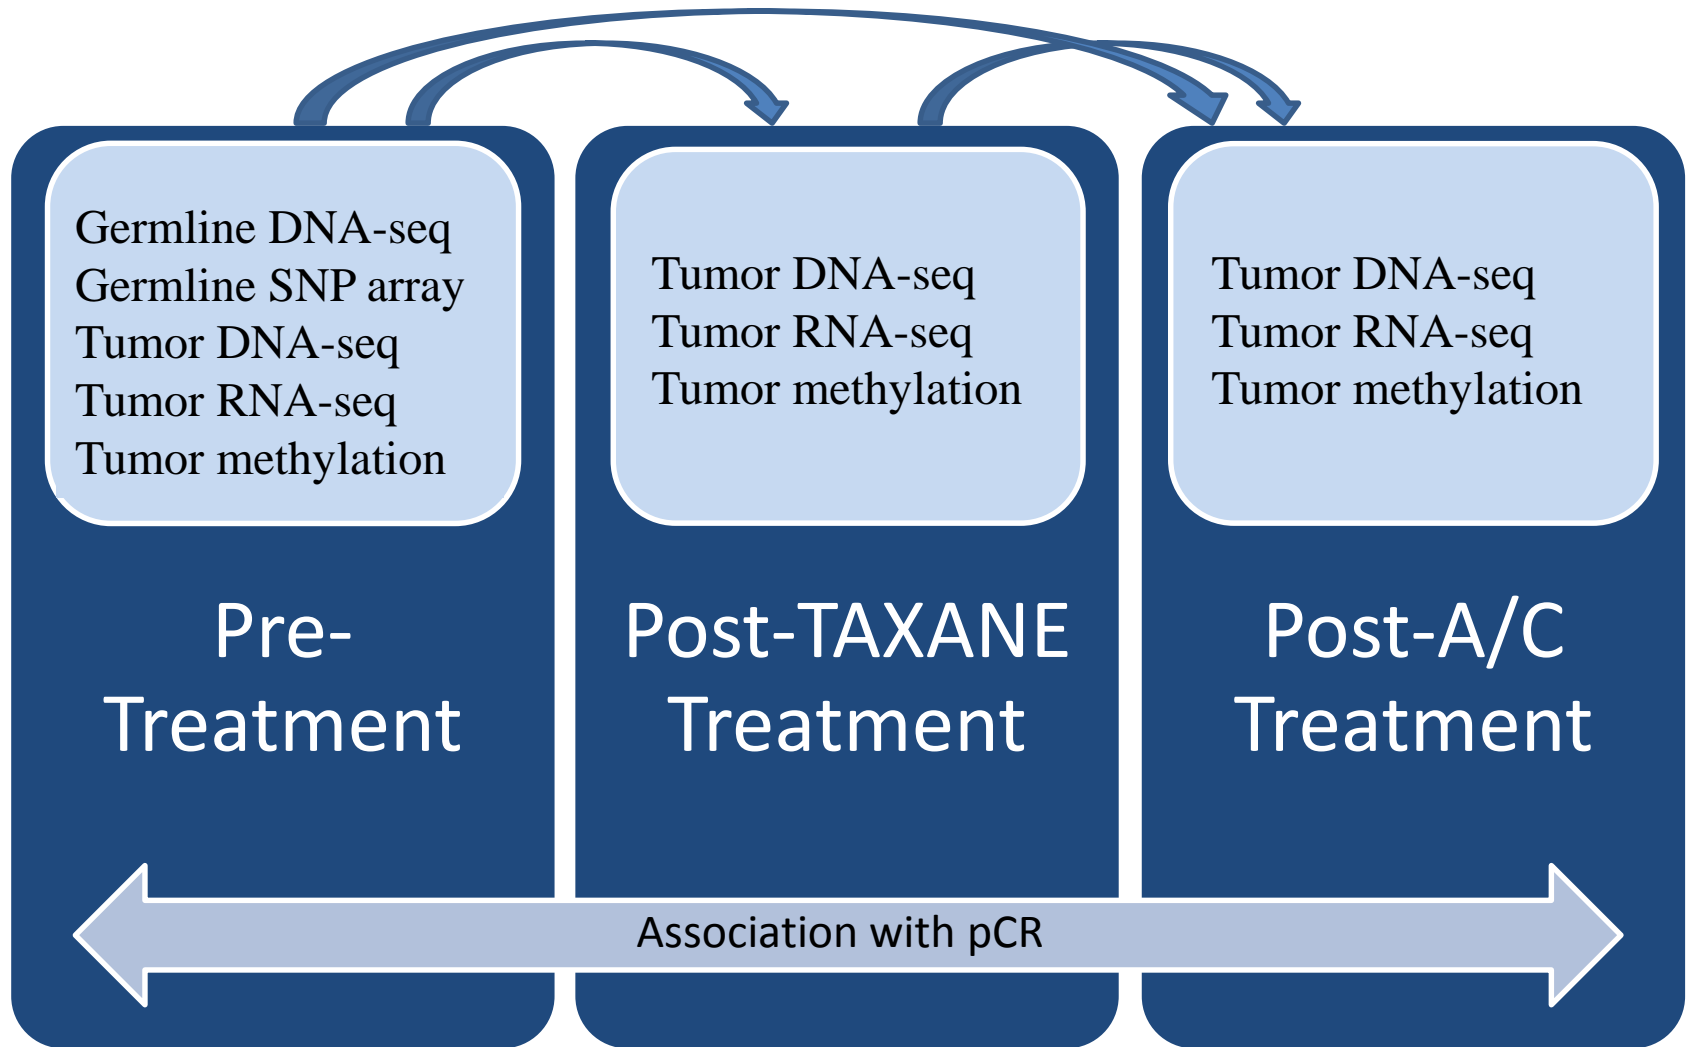 Germline DNA-seq
Germline SNP array
Tumor DNA-seq
Tumor RNA-seq
Tumor methylation
Pre-
Treatment
Tumor DNA-seq
Tumor RNA-seq
Tumor methylation
Post-TAXANE
Treatment
Tumor DNA-seq
Tumor RNA-seq
Tumor methylation
Post-A/C
Treatment
Association with pCR